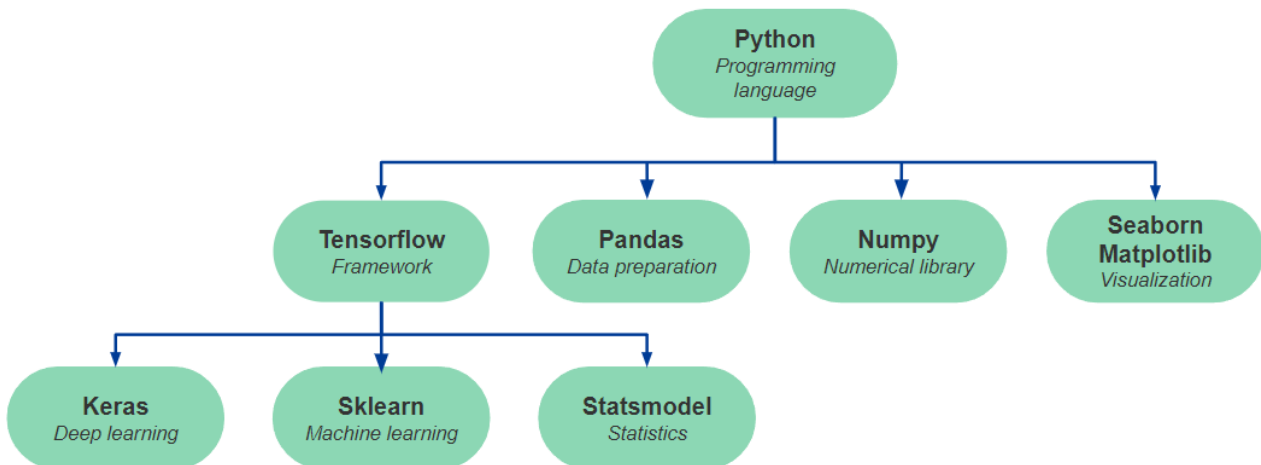 Python
Programming
language
Tensorflow
Framework
Pandas
Data preparation
Numpy
Numerical library
Seaborn
Matplotlib
Visualization
Keras
Deep learning
Sklearn
Machine learning
Statsmodel
Statistics